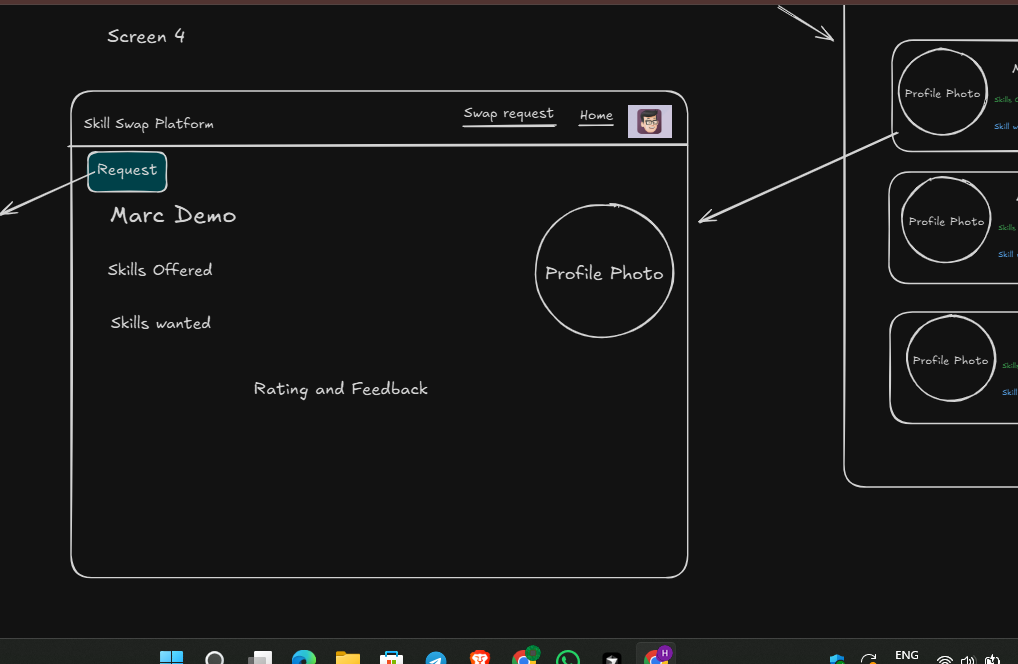 Screen 4
Skill Swap Platform
Swap request
Home
Request
Marc Demo
Skills Offered
Skills wanted
Profile Photo
Rating and Feedback
Profile Photo
Skills
Skill
Profile Photo
Skills
Skill
Profile Photo
Skills
Skill
H
ENG